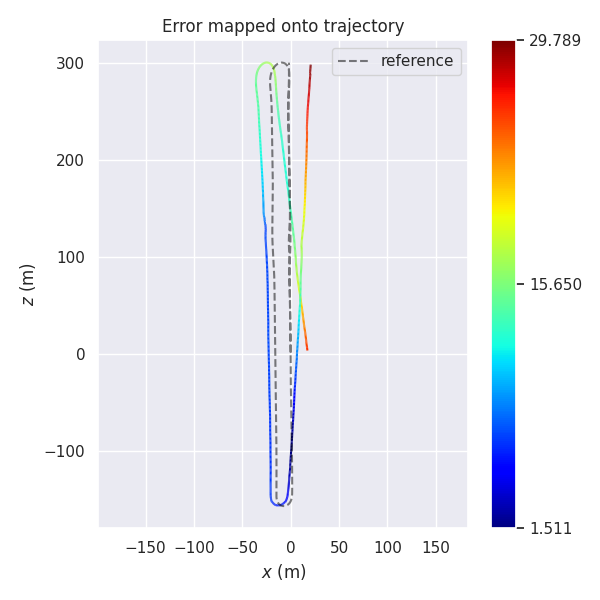 Error mapped onto trajectory
29.789
reference
300
200
100
15.650
0
−100
z (m)
1.511
−150 −100 −50 0 50 100 150
x (m)